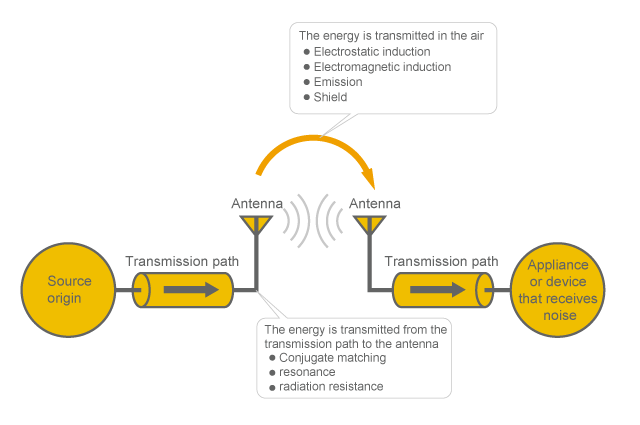 The energy is transmitted in the air
● Electrostatic induction
● Electromagnetic induction
● Emission
● Shield
Antenna
Antenna
Transmission path
Transmission path
Source
origin
Appliance
or device
that receives
noise
The energy is transmitted from the
transmission path to the antenna
● Conjugate matching
● resonance
● radiation resistance